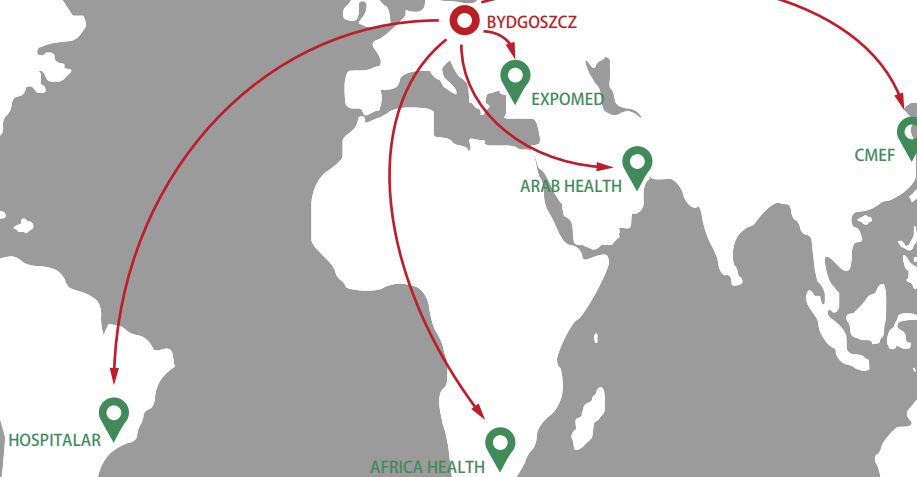 BYDGOSZCZ
EXPOMED
CMEF
ARAB HEALTH
HOSPITALAR
AFRICA HEALTH